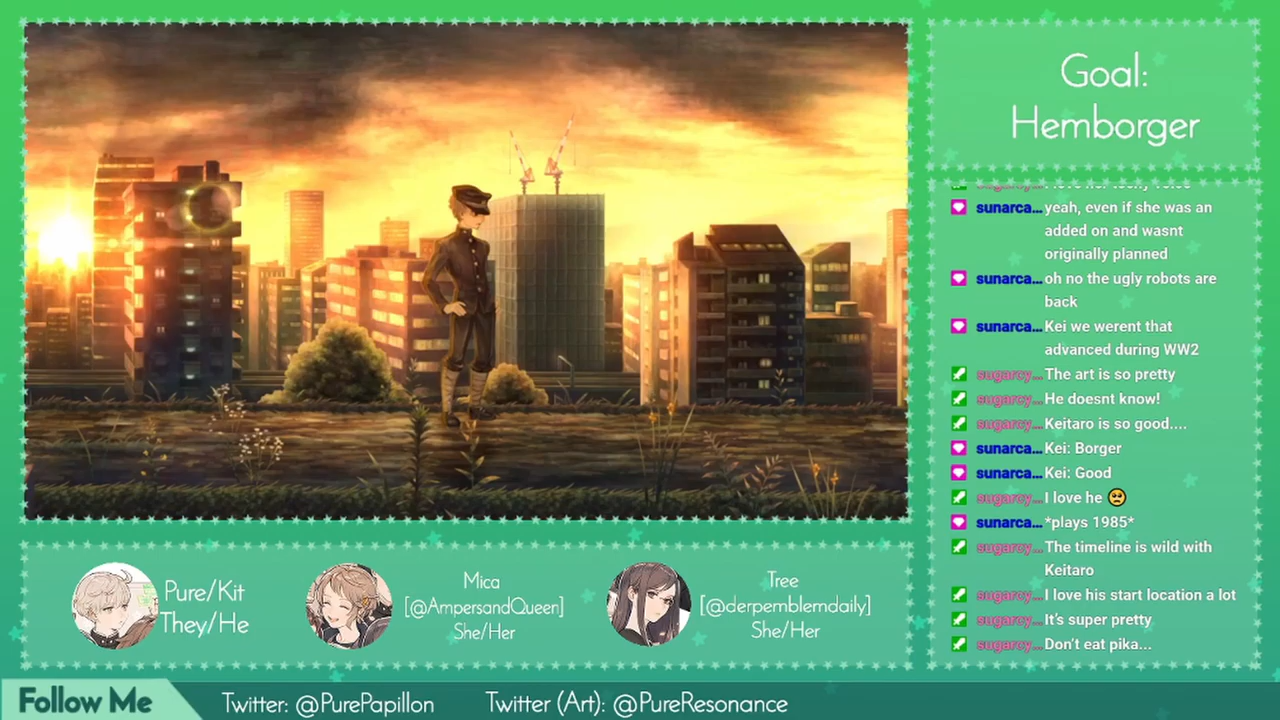 Goal:
Hemborger
sunarca... yeah, even if she was an
added on and wasnt
originally planned
sunarca... oh no the ugly robots are
back
sunarca... Kei we werent that
advanced during WW2
sugarcy... The art is so pretty
sugarcy... He doesnt know!
sugarcy... Keitaro is so good....
sunarca... Kei: Borger
sunarca... Kei: Good
sugarcy... I love he 🥺
sunarca... *plays 1985*
sugarcy... The timeline is wild with
Keitaro
sugarcy... I love his start location a lot
sugarcy... It's super pretty
sugarcy... Don't eat pika...
Pure/Kit
They/He
Mica
[@AmpersandQueen]
She/Her
Tree
[@derpemblemdaily]
She/Her
Follow Me
Twitter: @PurePapillon
Twitter (Art): @PureResonance